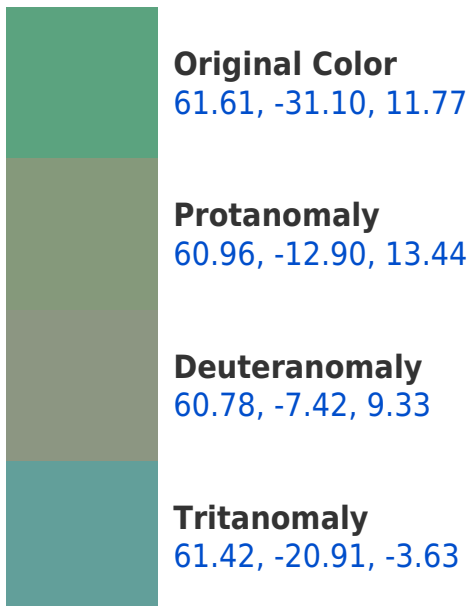 Original Color
61.61, -31.10, 11.77
Protanomaly
60.96, -12.90, 13.44
Deuteranomaly
60.78, -7.42, 9.33
Tritanomaly
61.42, -20.91, -3.63